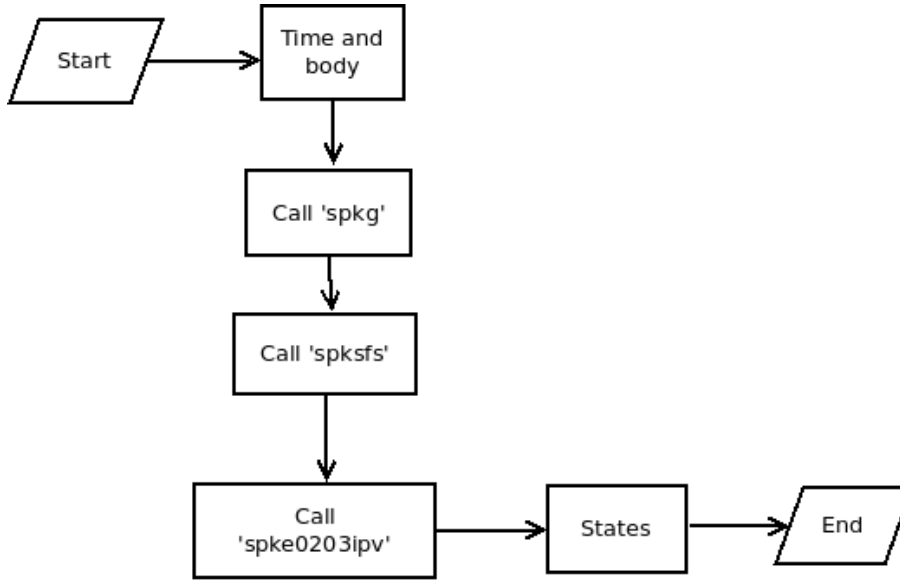 Start
Time and
body
Call 'spkg'
Call 'spksfs'
Call
'spke0203ipv'
States
End